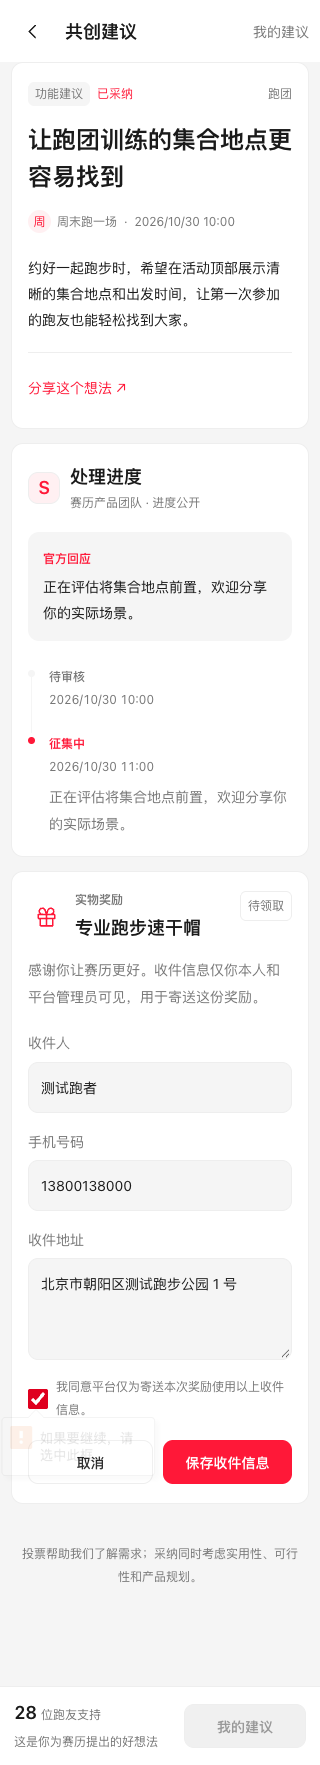 共创建议
我的建议
功能建议 已采纳 跑团
让跑团训练的集合地点更
容易找到
周 周末跑一场 · 2026/10/30 10:00
约好一起跑步时，希望在活动顶部展示清
晰的集合地点和出发时间，让第一次参加
的跑友也能轻松找到大家。
分享这个想法 ↗
S 处理进度
赛历产品团队 · 进度公开
官方回应
正在评估将集合地点前置，欢迎分享
你的实际场景。
待审核
2026/10/30 10:00
征集中
2026/10/30 11:00
正在评估将集合地点前置，欢迎分享你
的实际场景。
实物奖励
待领取
专业跑步速干帽
感谢你让赛历更好。收件信息仅你本人和
平台管理员可见，用于寄送这份奖励。
收件人
测试跑者
手机号码
13800138000
收件地址
北京市朝阳区测试跑步公园 1 号
我同意平台仅为寄送本次奖励使用以上收件
信息。
如果要继续，请
选中此框
取消
保存收件信息
投票帮助我们了解需求；采纳同时考虑实用性、可行
性和产品规划。
28 位跑友支持
这是你为赛历提出的好想法
我的建议